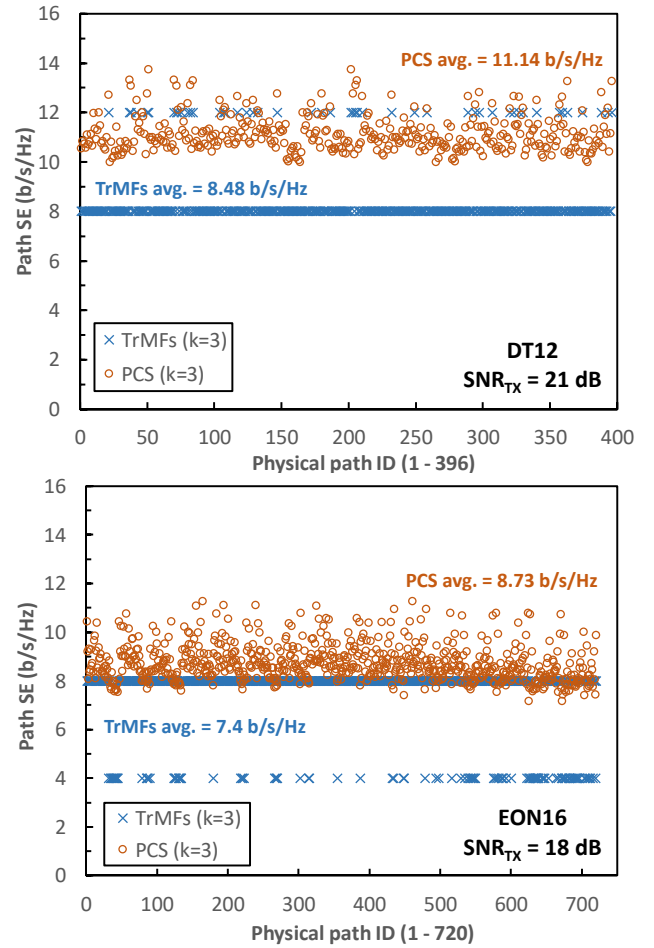 16
14
12
10
8
6
4
2
0
Path SE (b/s/Hz)
PCS avg. = 11.14 b/s/Hz
TrMFs avg. = 8.48 b/s/Hz
TrMFs (k=3)
PCS (k=3)
DT12
SNR_TX = 21 dB
0 50 100 150 200 250 300 350 400
Physical path ID (1 - 396)
16
14
12
10
8
6
4
2
0
Path SE (b/s/Hz)
PCS avg. = 8.73 b/s/Hz
TrMFs avg. = 7.4 b/s/Hz
TrMFs (k=3)
PCS (k=3)
EON16
SNR_TX = 18 dB
0 100 200 300 400 500 600 700
Physical path ID (1 - 720)